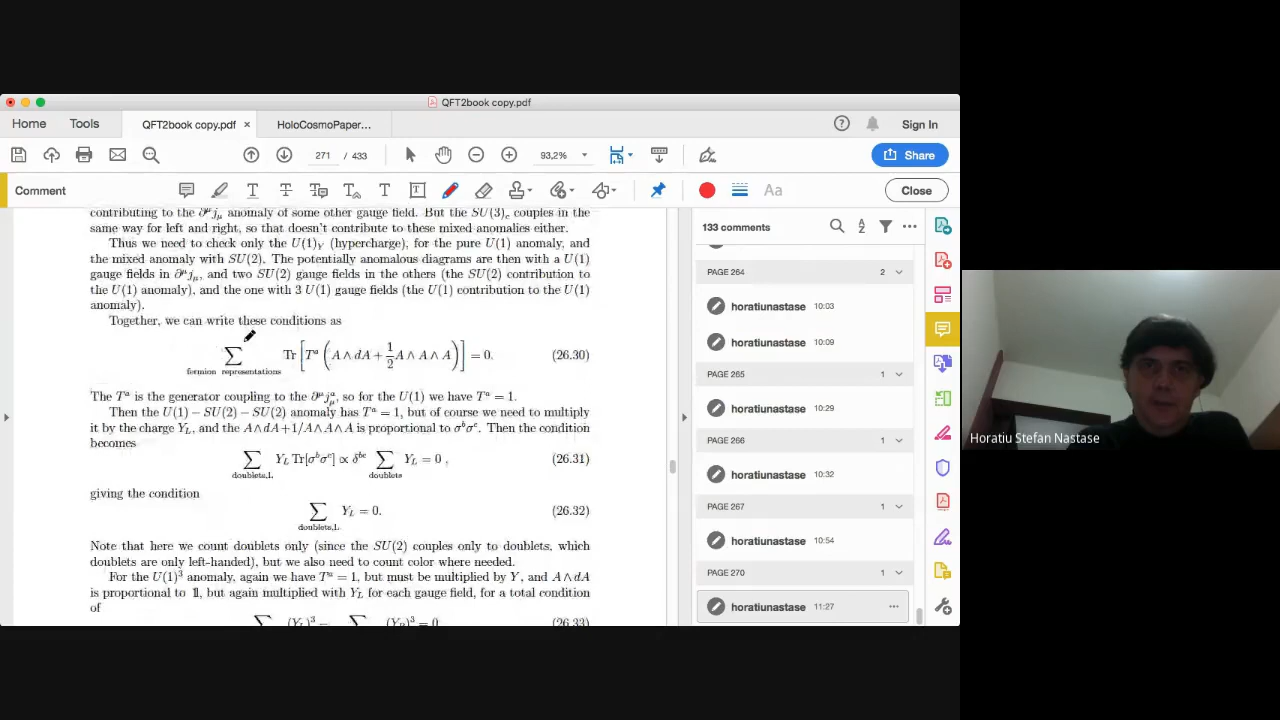 QFT2book copy.pdf
Home Tools QFT2book copy.pdf × HoloCosmoPaper... Sign In
271 / 433 93,2% Share
Comment Aa Close
contributing to the ∂^μ j_μ anomaly of some other gauge field. But the SU(3)_c couples in the
same way for left and right, so that doesn't contribute to these mixed anomalies either.
Thus we need to check only the U(1)_Y (hypercharge), for the pure U(1) anomaly, and
the mixed anomaly with SU(2). The potentially anomalous diagrams are then with a U(1)
gauge fields in ∂^μ j_μ, and two SU(2) gauge fields in the others (the SU(2) contribution to
the U(1) anomaly), and the one with 3 U(1) gauge fields (the U(1) contribution to the U(1)
anomaly).
Together, we can write these conditions as
∑_{fermion representations} Tr [T^a (A ∧ dA + 1/2 A ∧ A ∧ A)] = 0. (26.30)
The T^a is the generator coupling to the ∂^μ j^a_μ, so for the U(1) we have T^a = 1.
Then the U(1) − SU(2) − SU(2) anomaly has T^a = 1, but of course we need to multiply
it by the charge Y_L, and the A∧dA+1/A∧A∧A is proportional to σ^b σ^c. Then the condition
becomes
∑_{doublets,L} Y_L Tr[σ^b σ^c] ∝ δ^{bc} ∑_{doublets} Y_L = 0 , (26.31)
giving the condition
∑_{doublets,L} Y_L = 0. (26.32)
Note that here we count doublets only (since the SU(2) couples only to doublets, which
doublets are only left-handed), but we also need to count color where needed.
For the U(1)^3 anomaly, again we have T^a = 1, but must be multiplied by Y, and A ∧ dA
is proportional to 1, but again multiplied with Y_L for each gauge field, for a total condition
of
∑ (Y_L)^3 − ∑ (Y_R)^3 = 0 (26.33)
133 comments
PAGE 264 2
horatiunastase 10:03
horatiunastase 10:09
PAGE 265 1
horatiunastase 10:29
PAGE 266 1
horatiunastase 10:32
PAGE 267 1
horatiunastase 10:54
PAGE 270 1
horatiunastase 11:27
Horatiu Stefan Nastase